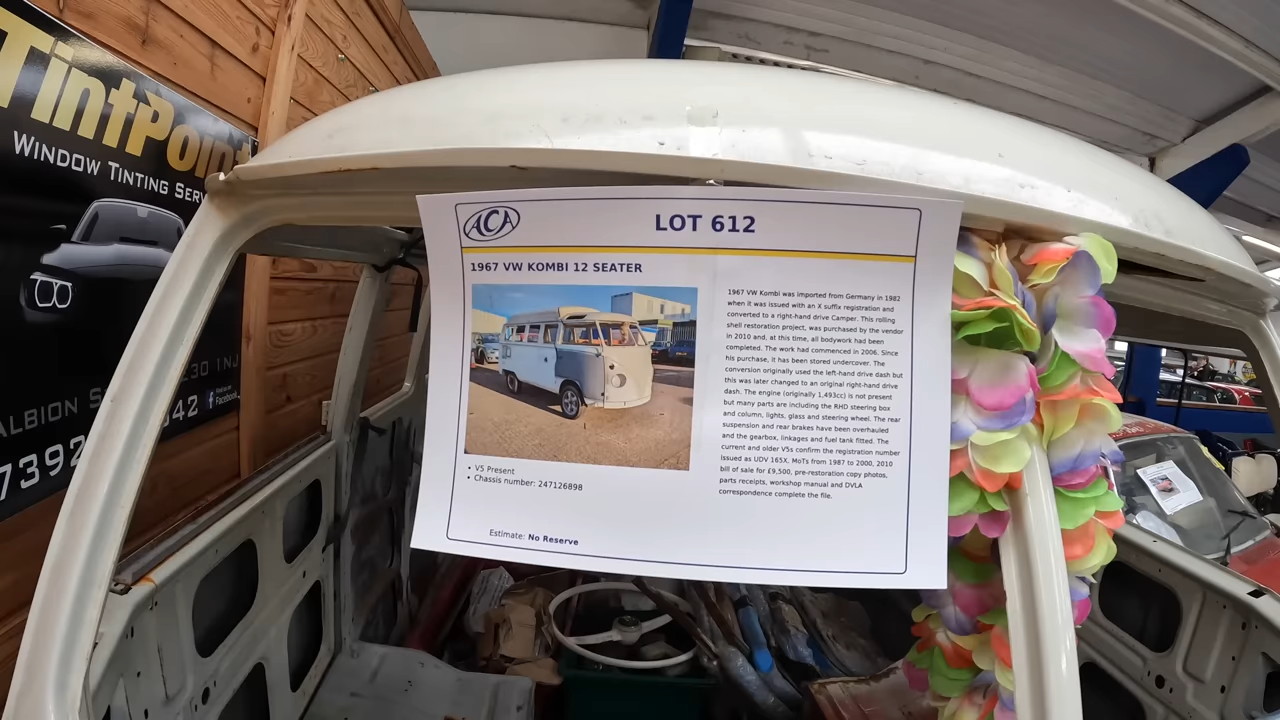 TintPoint
WINDOW TINTING SERV
ALBION S
230 1NJ
7392
42
f Find us on Facebook
ACA
LOT 612
1967 VW KOMBI 12 SEATER
• V5 Present
• Chassis number: 247126898
Estimate: No Reserve
1967 VW Kombi was imported from Germany in 1982
when it was issued with an X suffix registration and
converted to a right-hand drive Camper. This rolling
shell restoration project, was purchased by the vendor
in 2010 and, at this time, all bodywork had been
completed. The work had commenced in 2006. Since
his purchase, it has been stored undercover. The
conversion originally used the left-hand drive dash but
this was later changed to an original right-hand drive
dash. The engine (originally 1,493cc) is not present
but many parts are including the RHD steering box
and column, lights, glass and steering wheel. The rear
suspension and rear brakes have been overhauled
and the gearbox, linkages and fuel tank fitted. The
current and older V5s confirm the registration number
issued as UDV 165X. MoTs from 1987 to 2000, 2010
bill of sale for £9,500, pre-restoration copy photos,
parts receipts, workshop manual and DVLA
correspondence complete the file.